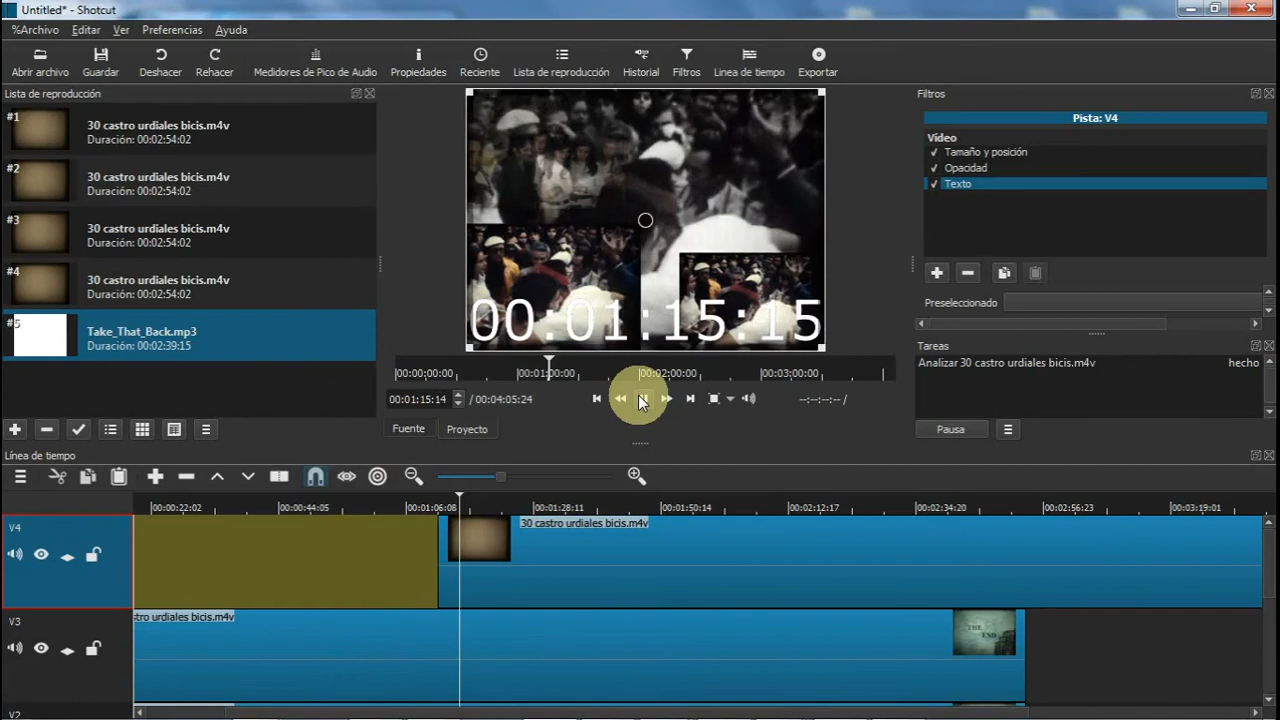 Untitled* - Shotcut
%Archivo Editar Ver Preferencias Ayuda
Abrir archivo Guardar Deshacer Rehacer Medidores de Pico de Audio Propiedades Reciente Lista de reproducción Historial Filtros Linea de tiempo Exportar
Lista de reproducción
#1 30 castro urdiales bicis.m4v
Duración: 00:02:54:02
#2 30 castro urdiales bicis.m4v
Duración: 00:02:54:02
#3 30 castro urdiales bicis.m4v
Duración: 00:02:54:02
#4 30 castro urdiales bicis.m4v
Duración: 00:02:54:02
#5 Take_That_Back.mp3
Duración: 00:02:39:15
00:01:15:15
00:00:00:00 00:01:00:00 00:02:00:00 00:03:00:00
00:01:15:14 / 00:04:05:24 --:--:--:-- /
Fuente Proyecto
Filtros
Pista: V4
Vídeo
Tamaño y posición
Opacidad
Texto
Preseleccionado
Tareas
Analizar 30 castro urdiales bicis.m4v hecho
Pausa
Línea de tiempo
00:00:22:02 00:00:44:05 00:01:06:08 00:01:28:11 00:01:50:14 00:02:12:17 00:02:34:20 00:02:56:23 00:03:19:01
V4 30 castro urdiales bicis.m4v
V3 tro urdiales bicis.m4v
THE END
V2